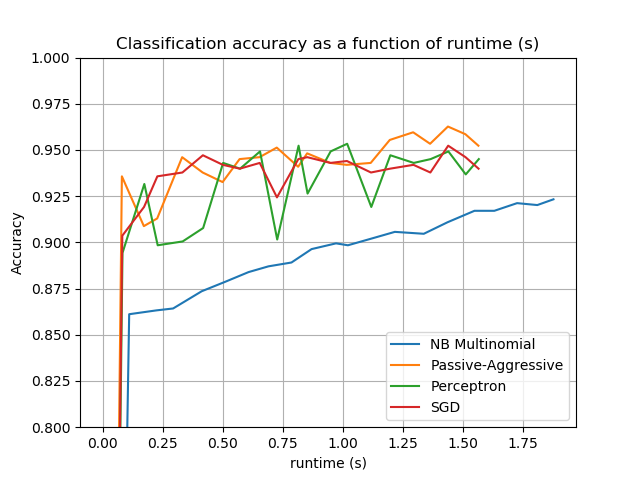 Classification accuracy as a function of runtime (s)
1.000
0.975
0.950
0.925
0.900
0.875
0.850
0.825
0.800
Accuracy
NB Multinomial
Passive-Aggressive
Perceptron
SGD
0.00 0.25 0.50 0.75 1.00 1.25 1.50 1.75
runtime (s)